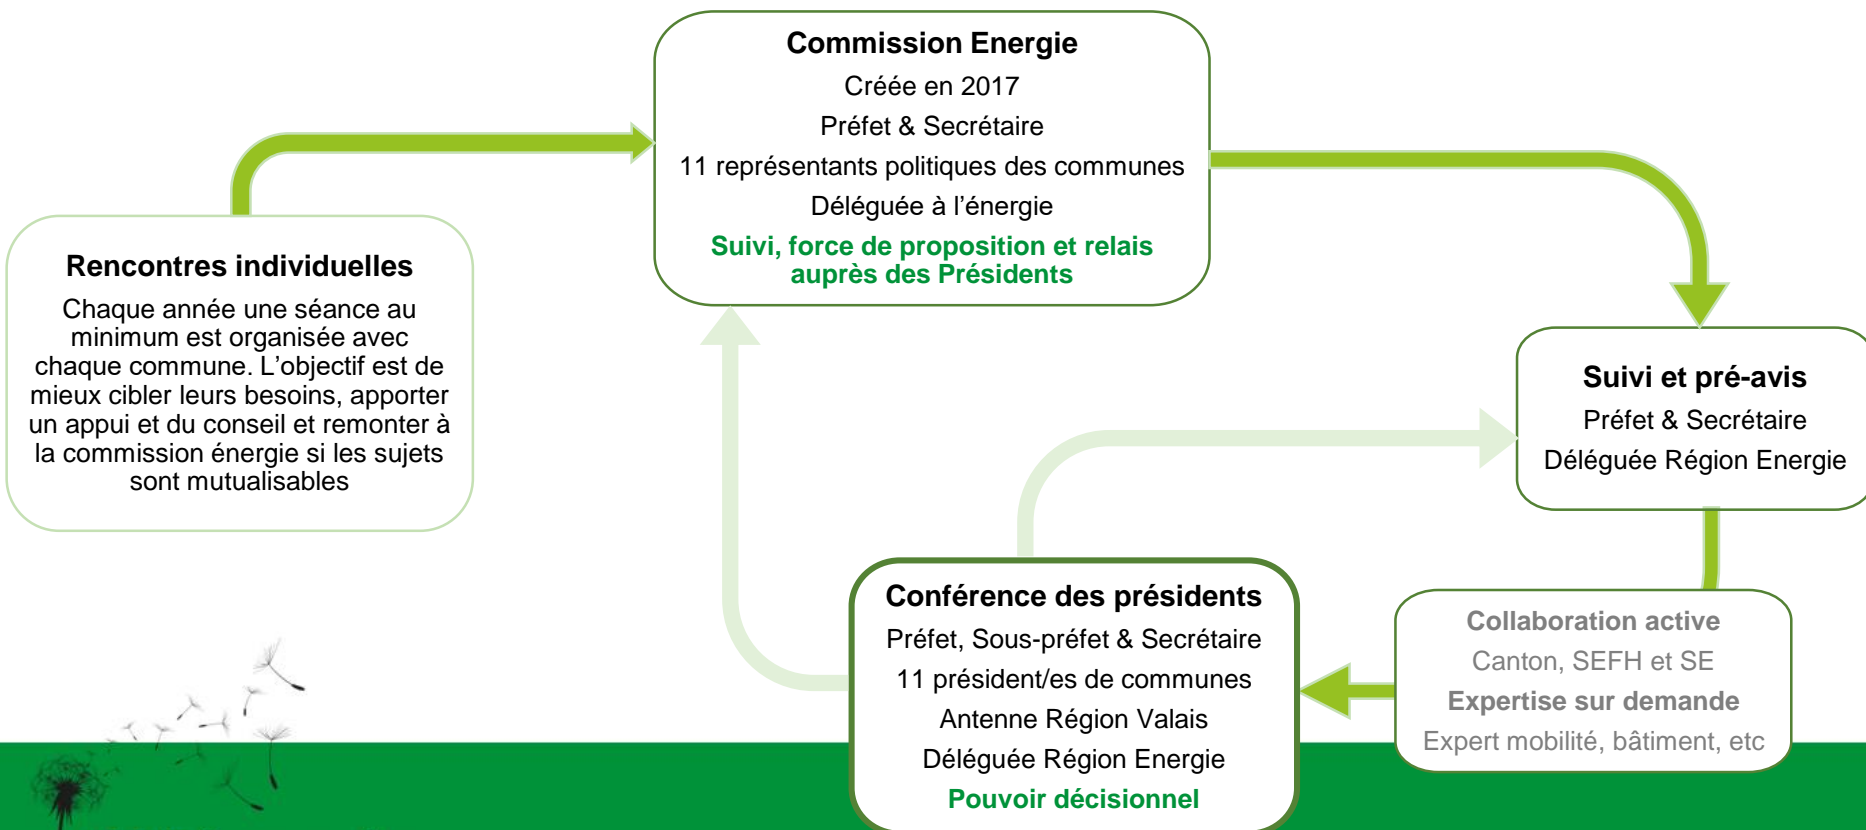 Commission Energie
Créée en 2017
Préfet & Secrétaire
11 représentants politiques des communes
Déléguée à l’énergie
Suivi, force de proposition et relais
auprès des Présidents
Rencontres individuelles
Chaque année une séance au
minimum est organisée avec
chaque commune. L’objectif est de
mieux cibler leurs besoins, apporter
un appui et du conseil et remonter à
la commission énergie si les sujets
sont mutualisables
Suivi et pré-avis
Préfet & Secrétaire
Déléguée Région Energie
Collaboration active
Canton, SEFH et SE
Expertise sur demande
Expert mobilité, bâtiment, etc
Conférence des présidents
Préfet, Sous-préfet & Secrétaire
11 président/es de communes
Antenne Région Valais
Déléguée Région Energie
Pouvoir décisionnel